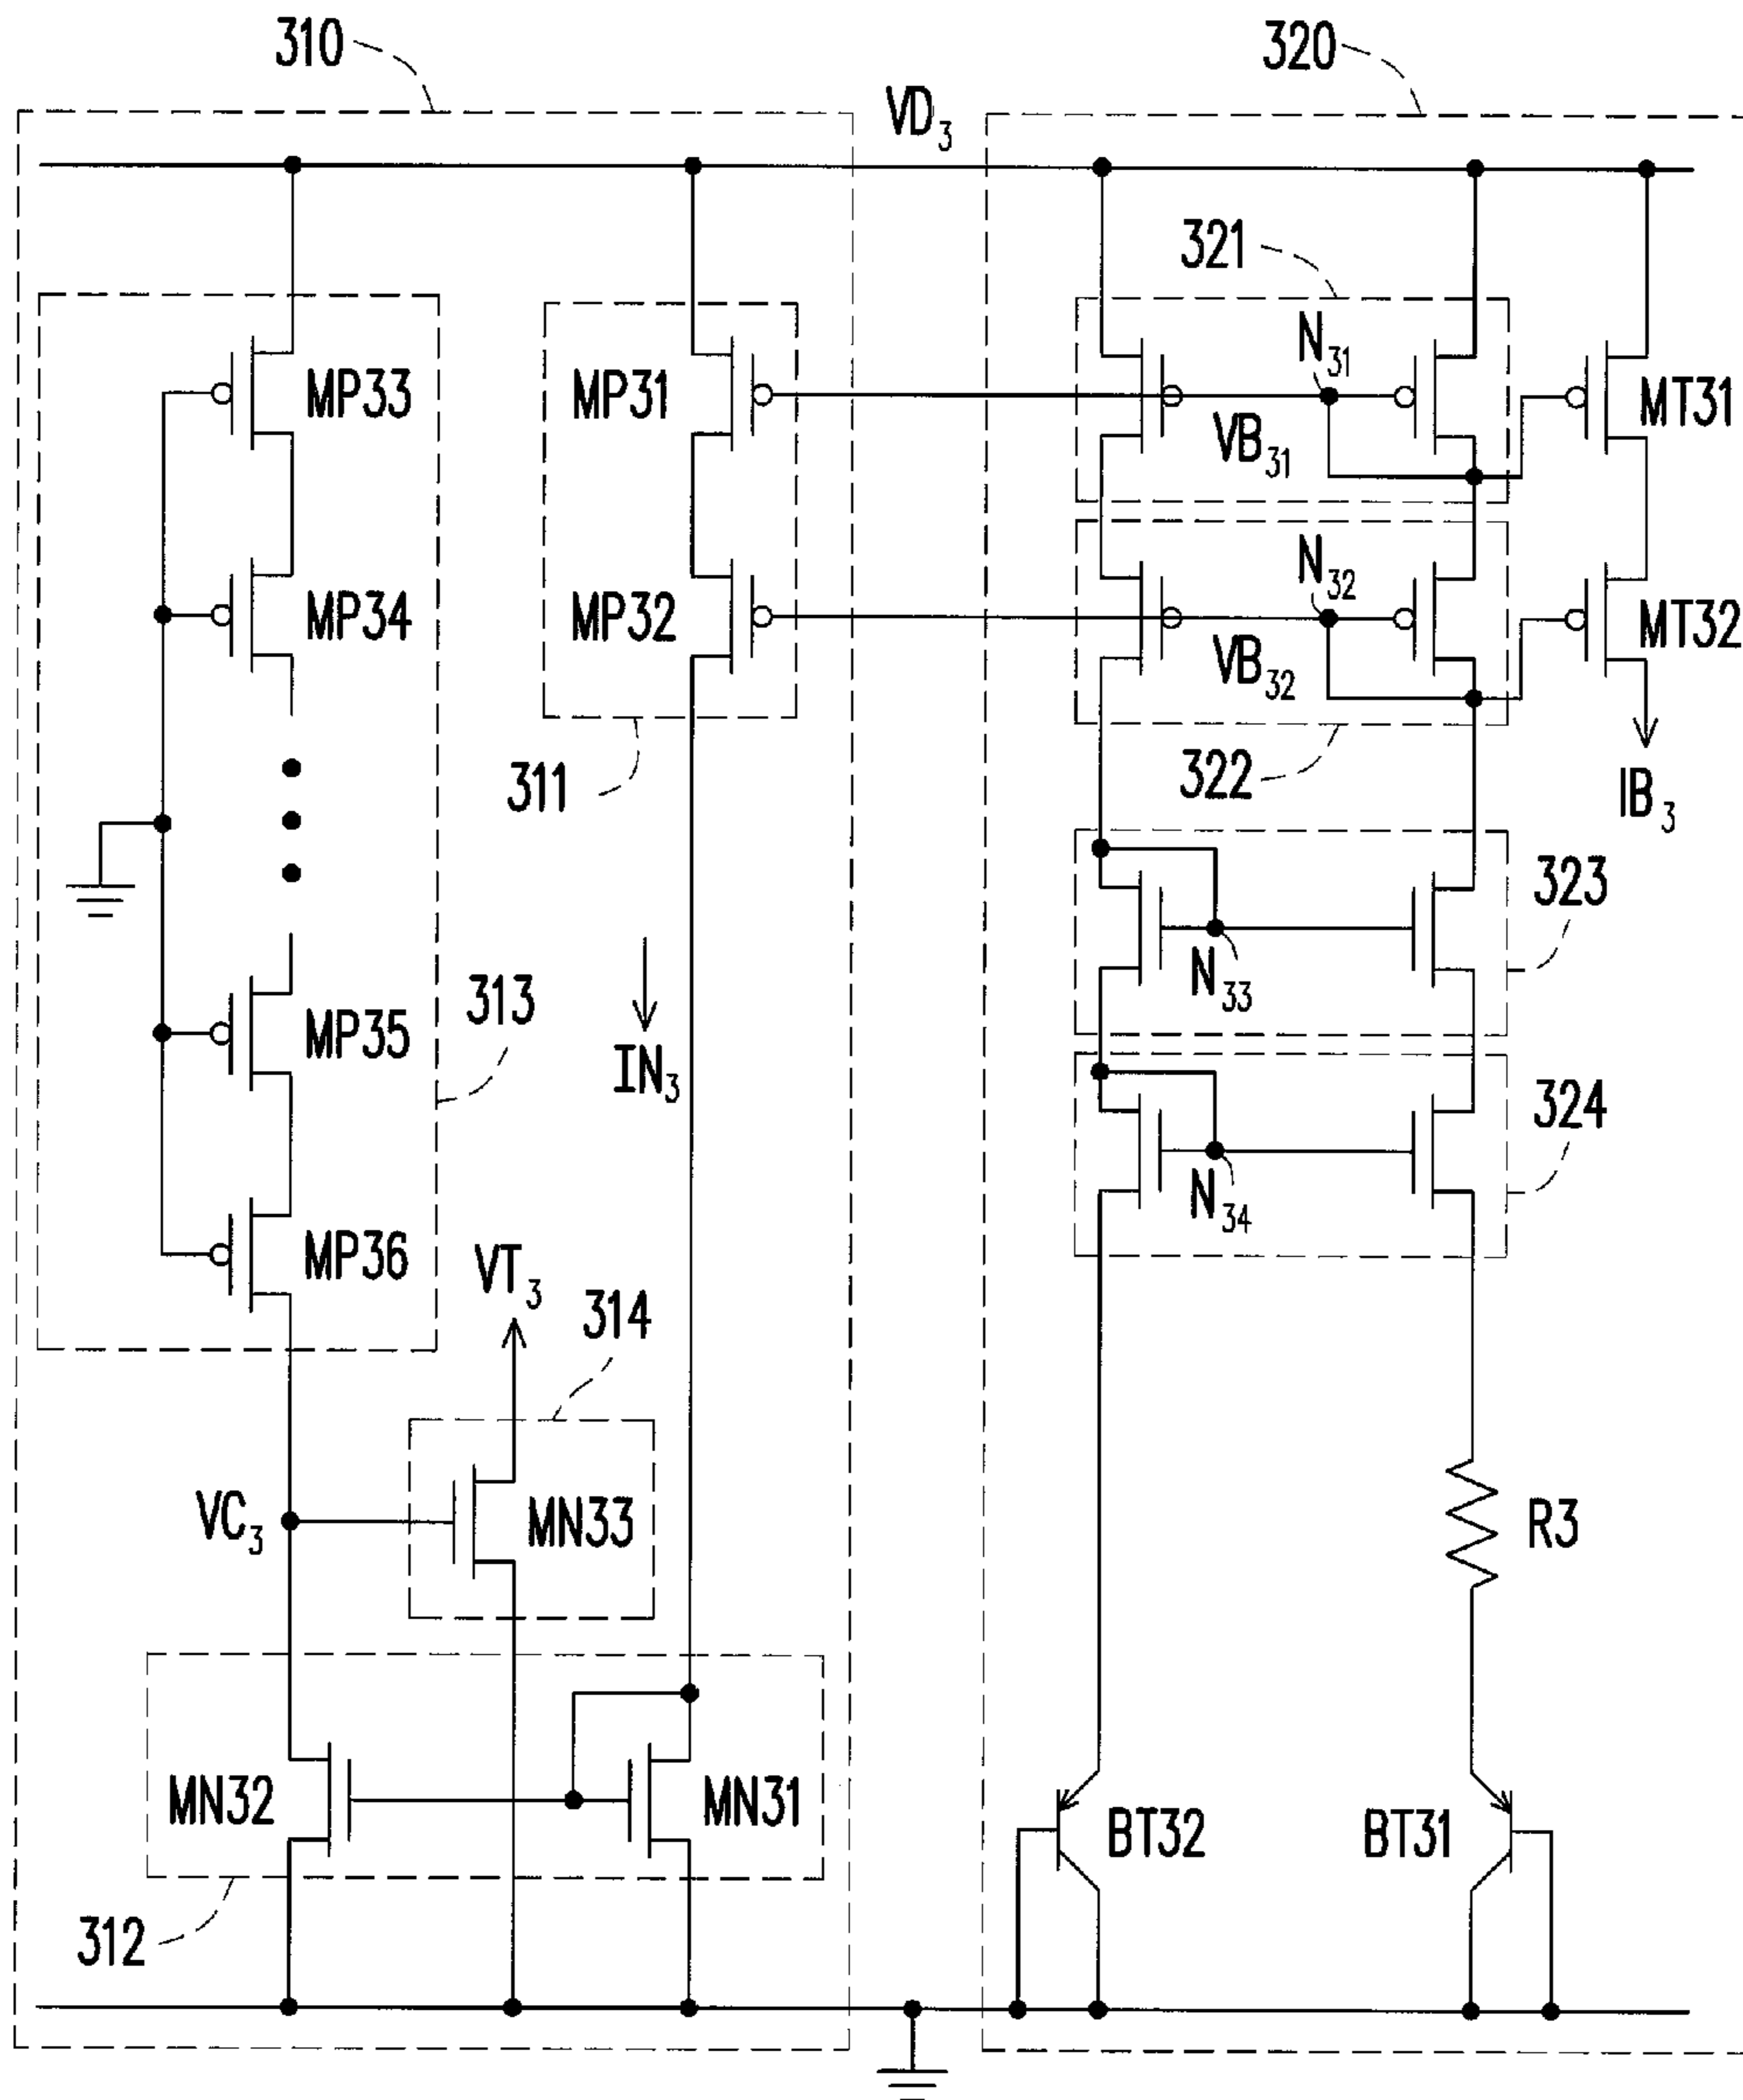 310
320
VD3
321
N31
MP33
MP31
VB31
MT31
N32
MP34
MP32
VB32
MT32
311
322
IB3
323
N33
313
MP35
IN3
324
N34
MP36
VT3
314
VC3
MN33
R3
MN32
MN31
BT32
BT31
312